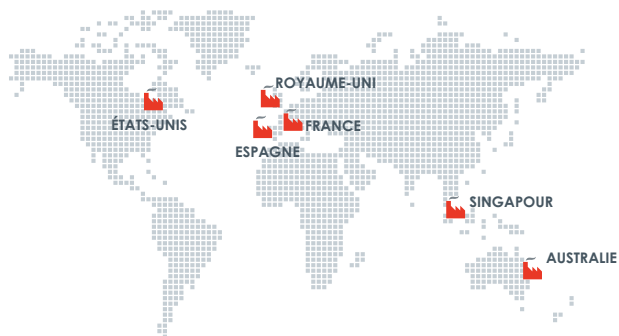 ROYAUME-UNI
ÉTATS-UNIS
FRANCE
ESPAGNE
SINGAPOUR
AUSTRALIE